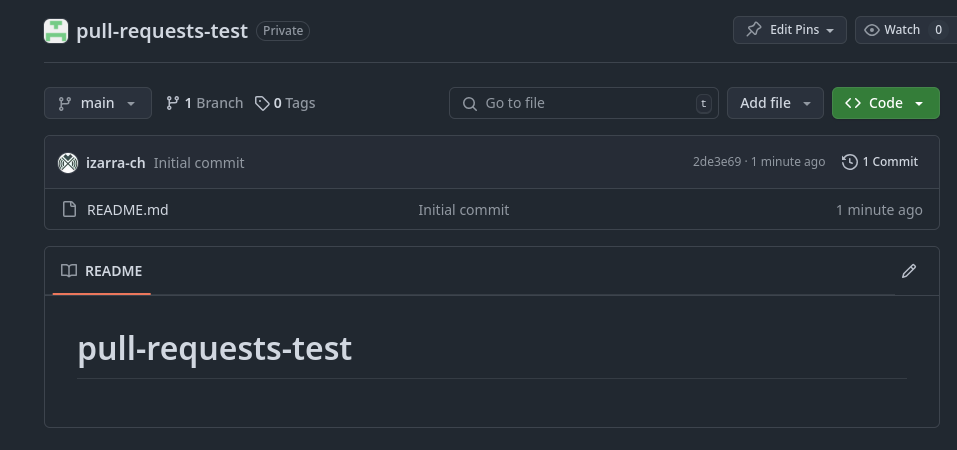 pull-requests-test Private Edit Pins Watch 0
main 1 Branch 0 Tags Go to file t Add file Code
izarra-ch Initial commit 2de3e69 · 1 minute ago 1 Commit
README.md Initial commit 1 minute ago
README
pull-requests-test